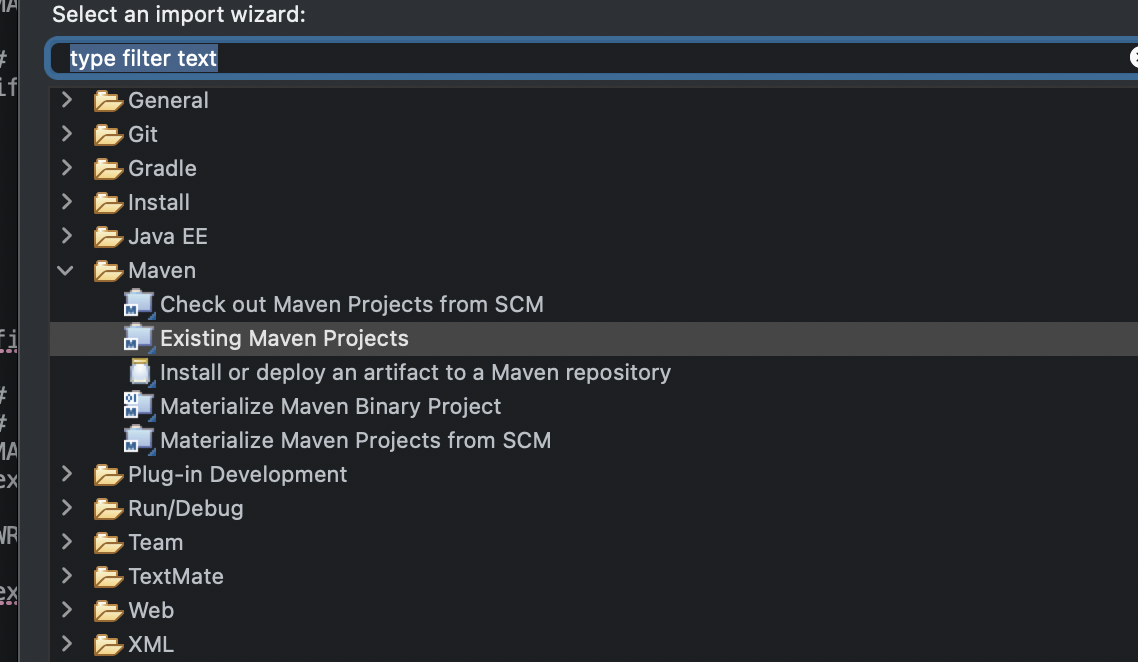 Select an import wizard:
type filter text
General
Git
Gradle
Install
Java EE
Maven
Check out Maven Projects from SCM
Existing Maven Projects
Install or deploy an artifact to a Maven repository
Materialize Maven Binary Project
Materialize Maven Projects from SCM
Plug-in Development
Run/Debug
Team
TextMate
Web
XML